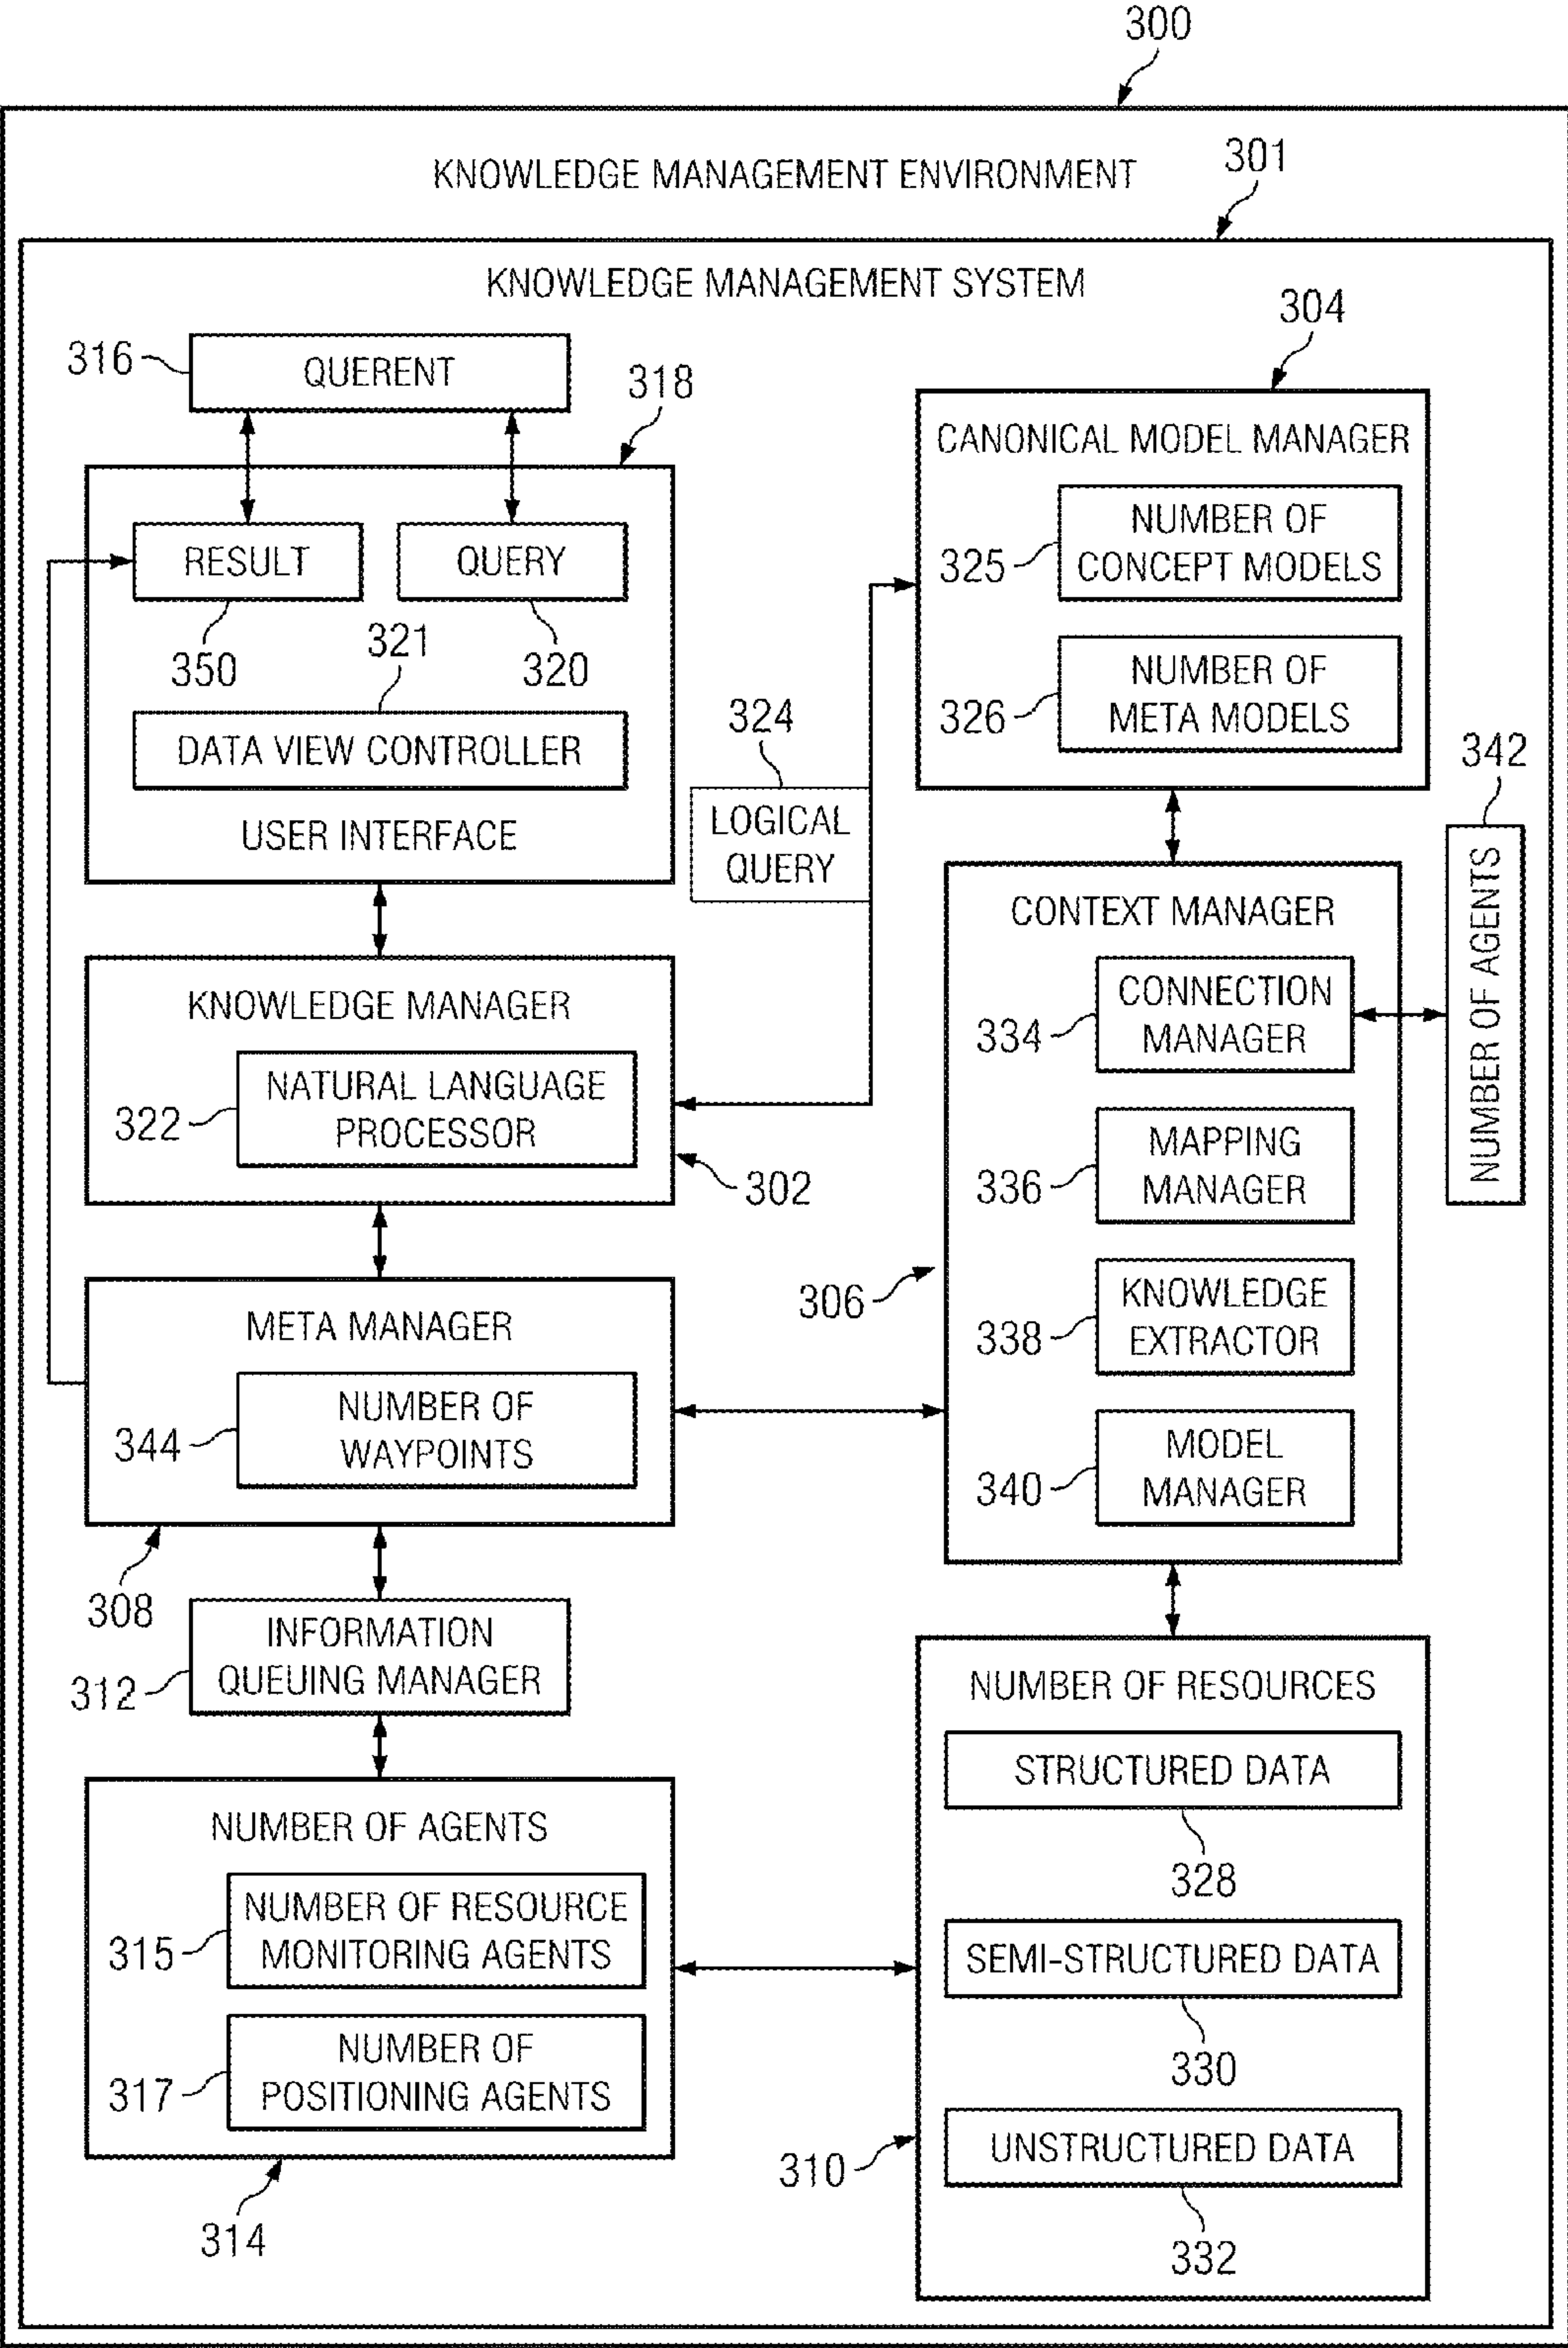 300
KNOWLEDGE MANAGEMENT ENVIRONMENT
301
KNOWLEDGE MANAGEMENT SYSTEM
316
QUERENT
318
RESULT
QUERY
350
321
320
DATA VIEW CONTROLLER
USER INTERFACE
304
CANONICAL MODEL MANAGER
325
NUMBER OF
CONCEPT MODELS
326
NUMBER OF
META MODELS
324
LOGICAL
QUERY
342
NUMBER OF AGENTS
KNOWLEDGE MANAGER
322
NATURAL LANGUAGE
PROCESSOR
302
CONTEXT MANAGER
334
CONNECTION
MANAGER
336
MAPPING
MANAGER
306
338
KNOWLEDGE
EXTRACTOR
340
MODEL
MANAGER
META MANAGER
344
NUMBER OF
WAYPOINTS
308
312
INFORMATION
QUEUING MANAGER
NUMBER OF AGENTS
315
NUMBER OF RESOURCE
MONITORING AGENTS
317
NUMBER OF
POSITIONING AGENTS
314
NUMBER OF RESOURCES
STRUCTURED DATA
328
SEMI-STRUCTURED DATA
330
310
UNSTRUCTURED DATA
332